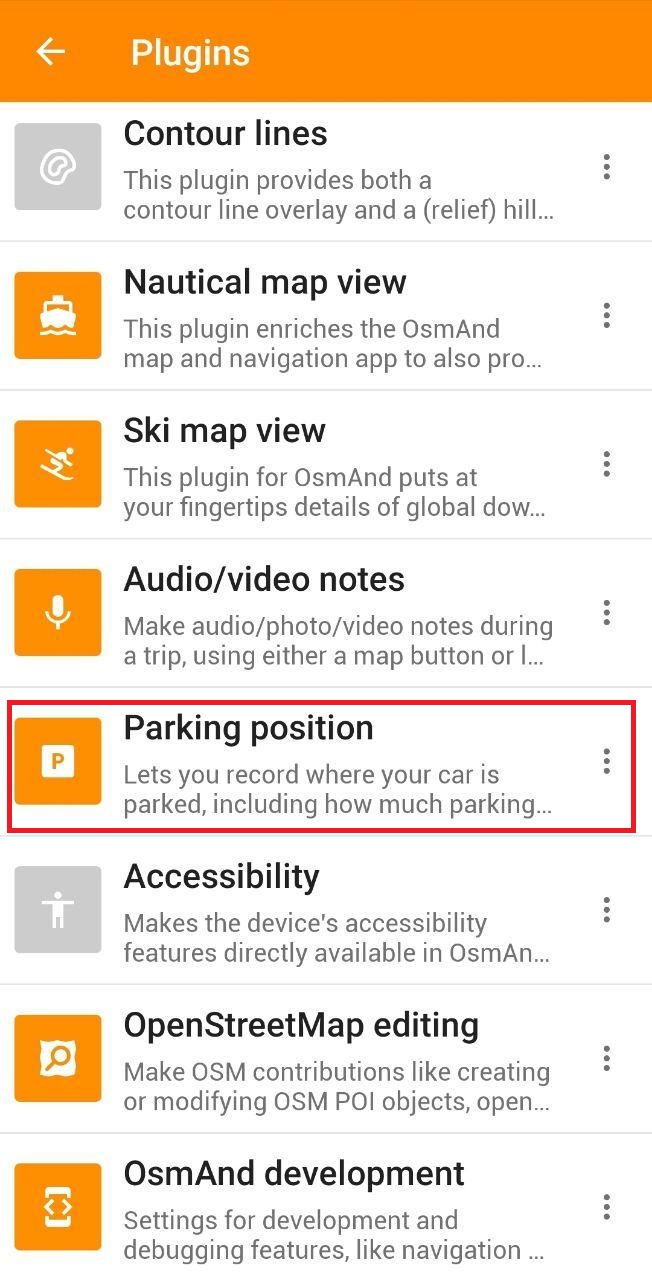 Plugins
Contour lines
This plugin provides both a
contour line overlay and a (relief) hill...
Nautical map view
This plugin enriches the OsmAnd
map and navigation app to also pro...
Ski map view
This plugin for OsmAnd puts at
your fingertips details of global dow...
Audio/video notes
Make audio/photo/video notes during
a trip, using either a map button or l...
Parking position
P
Lets you record where your car is
parked, including how much parking...
Accessibility
Makes the device's accessibility
features directly available in OsmAn...
OpenStreetMap editing
Make OSM contributions like creating
or modifying OSM POI objects, open...
OsmAnd development
Settings for development and
debugging features, like navigation ...